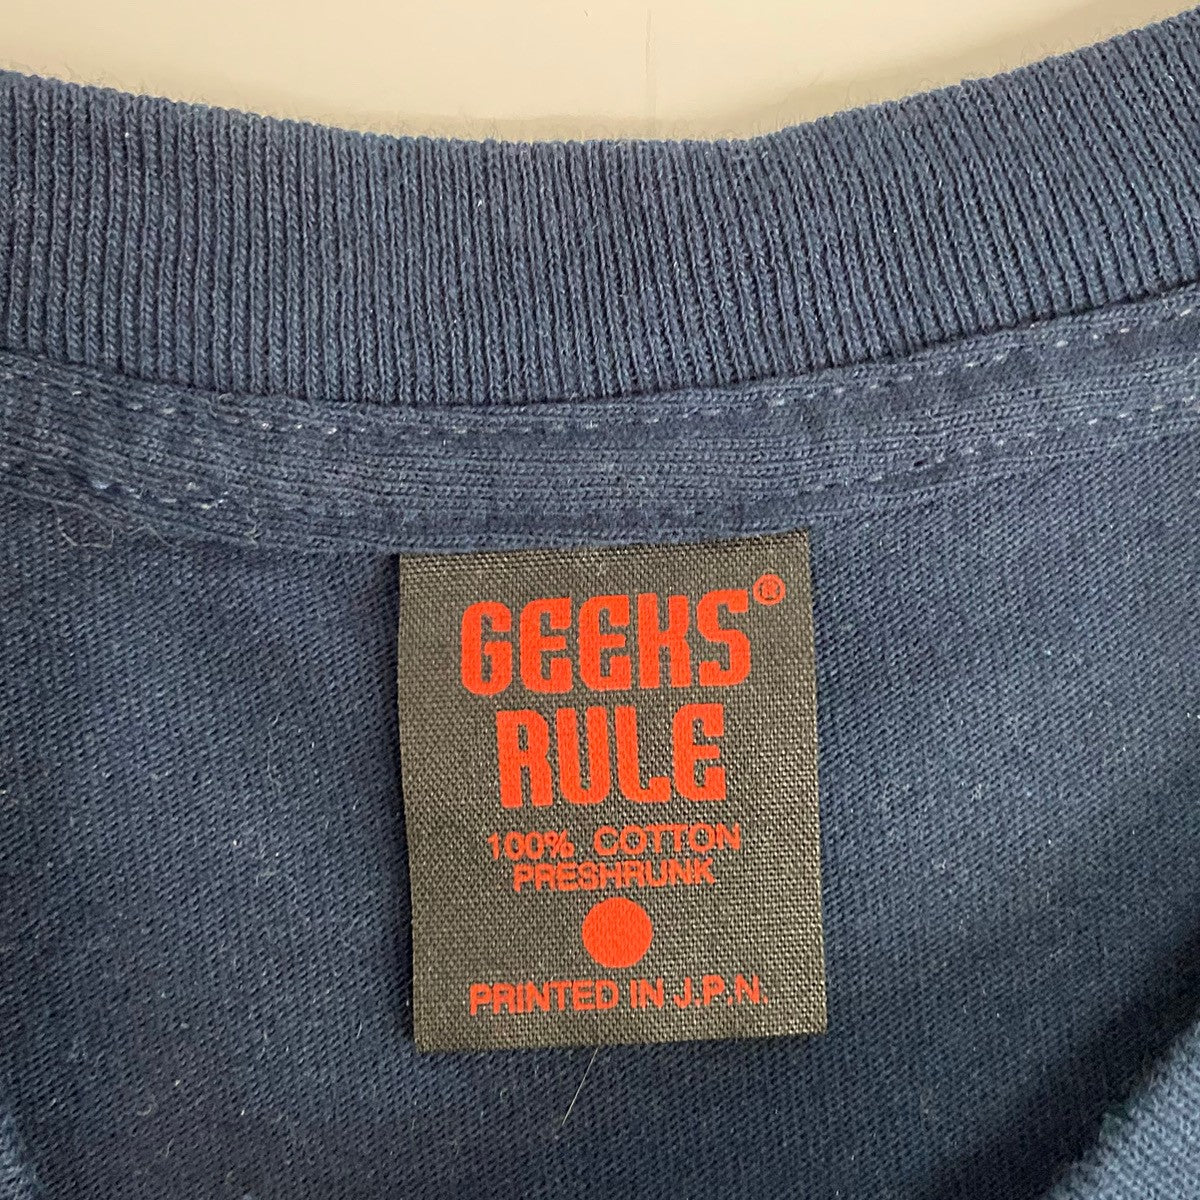 GEEKS®
RULE
100% COTTON
PRESHRUNK
PRINTED IN J.P.N.